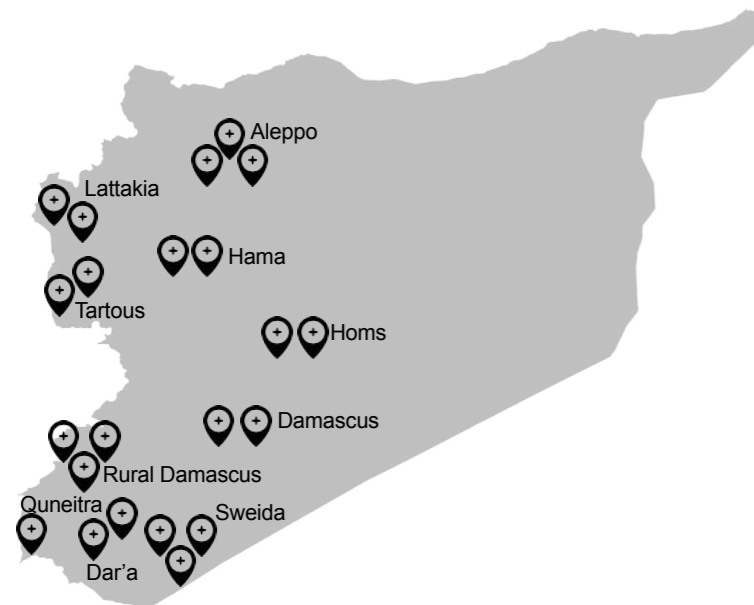 Aleppo
Lattakia
Hama
Tartous
Homs
Damascus
Rural Damascus
Quneitra
Sweida
Dar’a